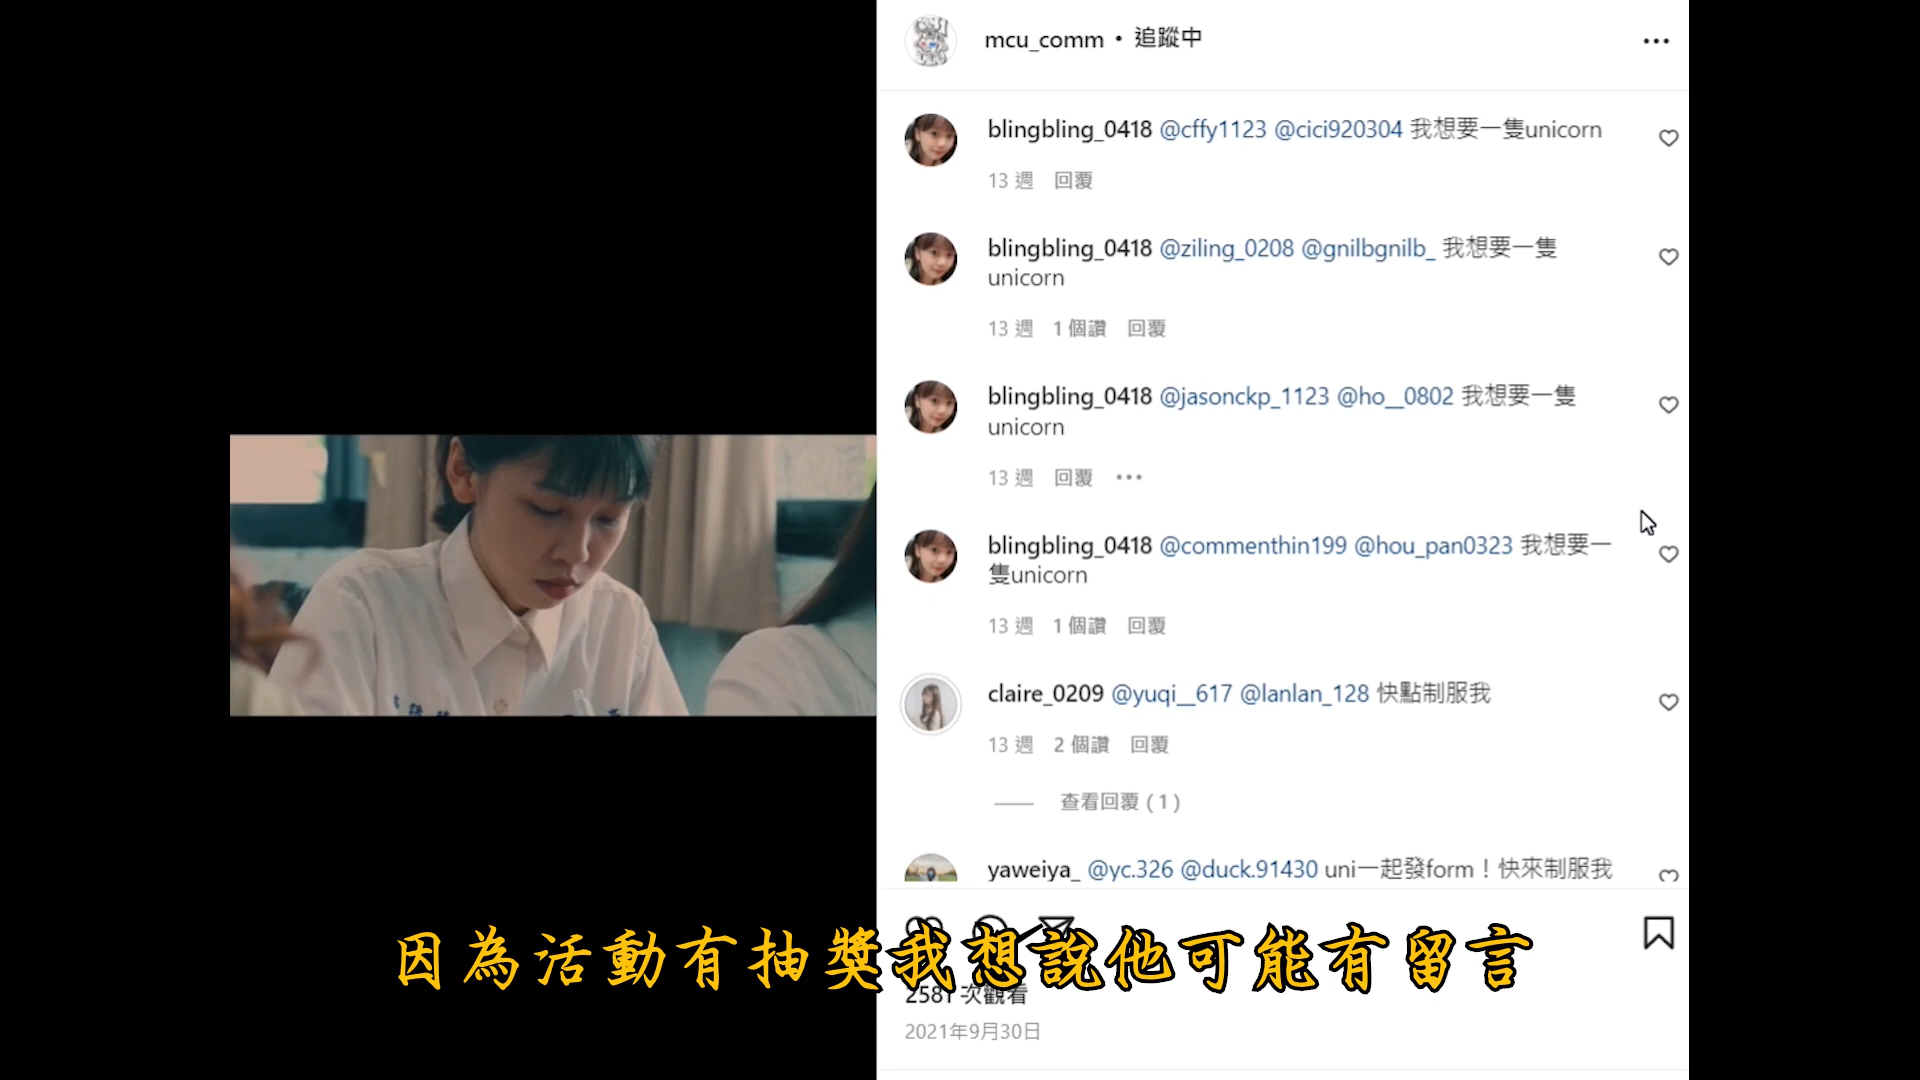 mcu_comm • 追蹤中
blingbling_0418 @cffy1123 @cici920304 我想要一隻unicorn
13 週 回覆
blingbling_0418 @ziling_0208 @gnilbgnilb_ 我想要一隻
unicorn
13 週 1 個讚 回覆
blingbling_0418 @jasonckp_1123 @ho__0802 我想要一隻
unicorn
13 週 回覆
blingbling_0418 @commenthin199 @hou_pan0323 我想要一
隻unicorn
13 週 1 個讚 回覆
claire_0209 @yuqi__617 @lanlan_128 快點制服我
13 週 2 個讚 回覆
查看回覆 (1)
yaweiya_ @yc.326 @duck.91430 uni一起發form！快來制服我
因為活動有抽獎我想說他可能有留言
2581 次觀看
2021年9月30日